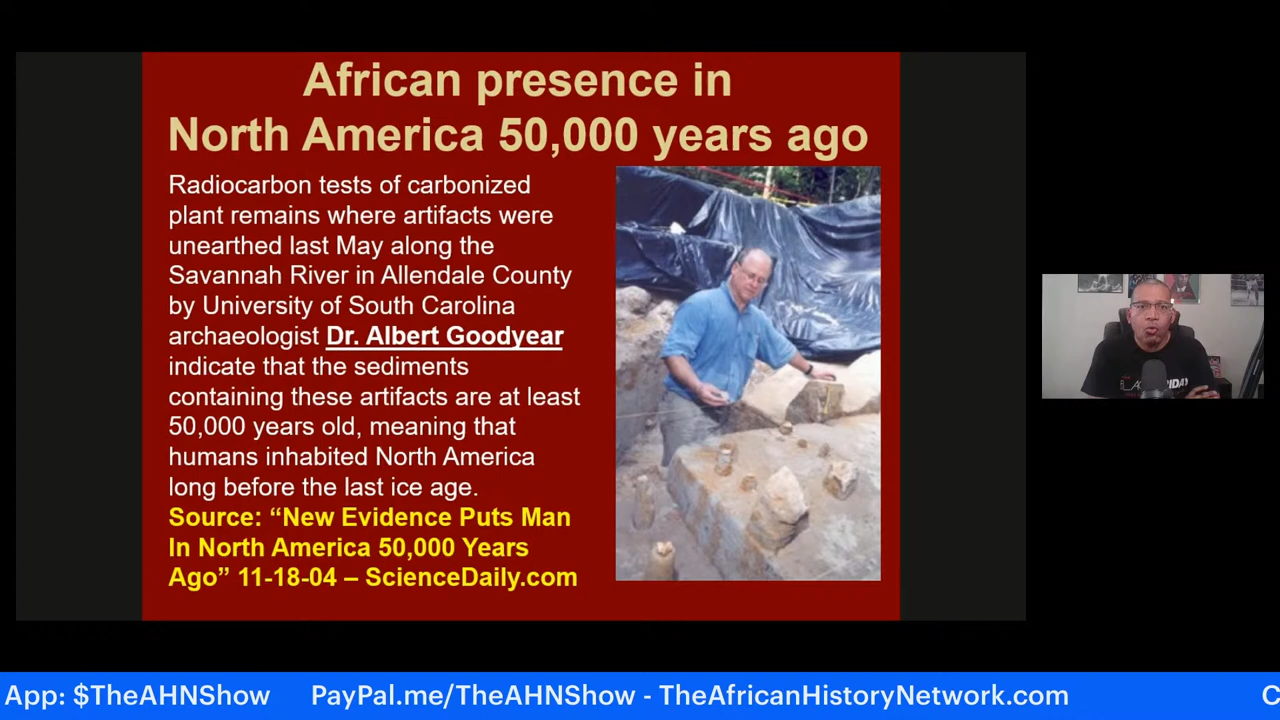 African presence in
North America 50,000 years ago
Radiocarbon tests of carbonized
plant remains where artifacts were
unearthed last May along the
Savannah River in Allendale County
by University of South Carolina
archaeologist Dr. Albert Goodyear
indicate that the sediments
containing these artifacts are at least
50,000 years old, meaning that
humans inhabited North America
long before the last ice age.
Source: “New Evidence Puts Man
In North America 50,000 Years
Ago” 11-18-04 – ScienceDaily.com
App: $TheAHNShow PayPal.me/TheAHNShow - TheAfricanHistoryNetwork.com C